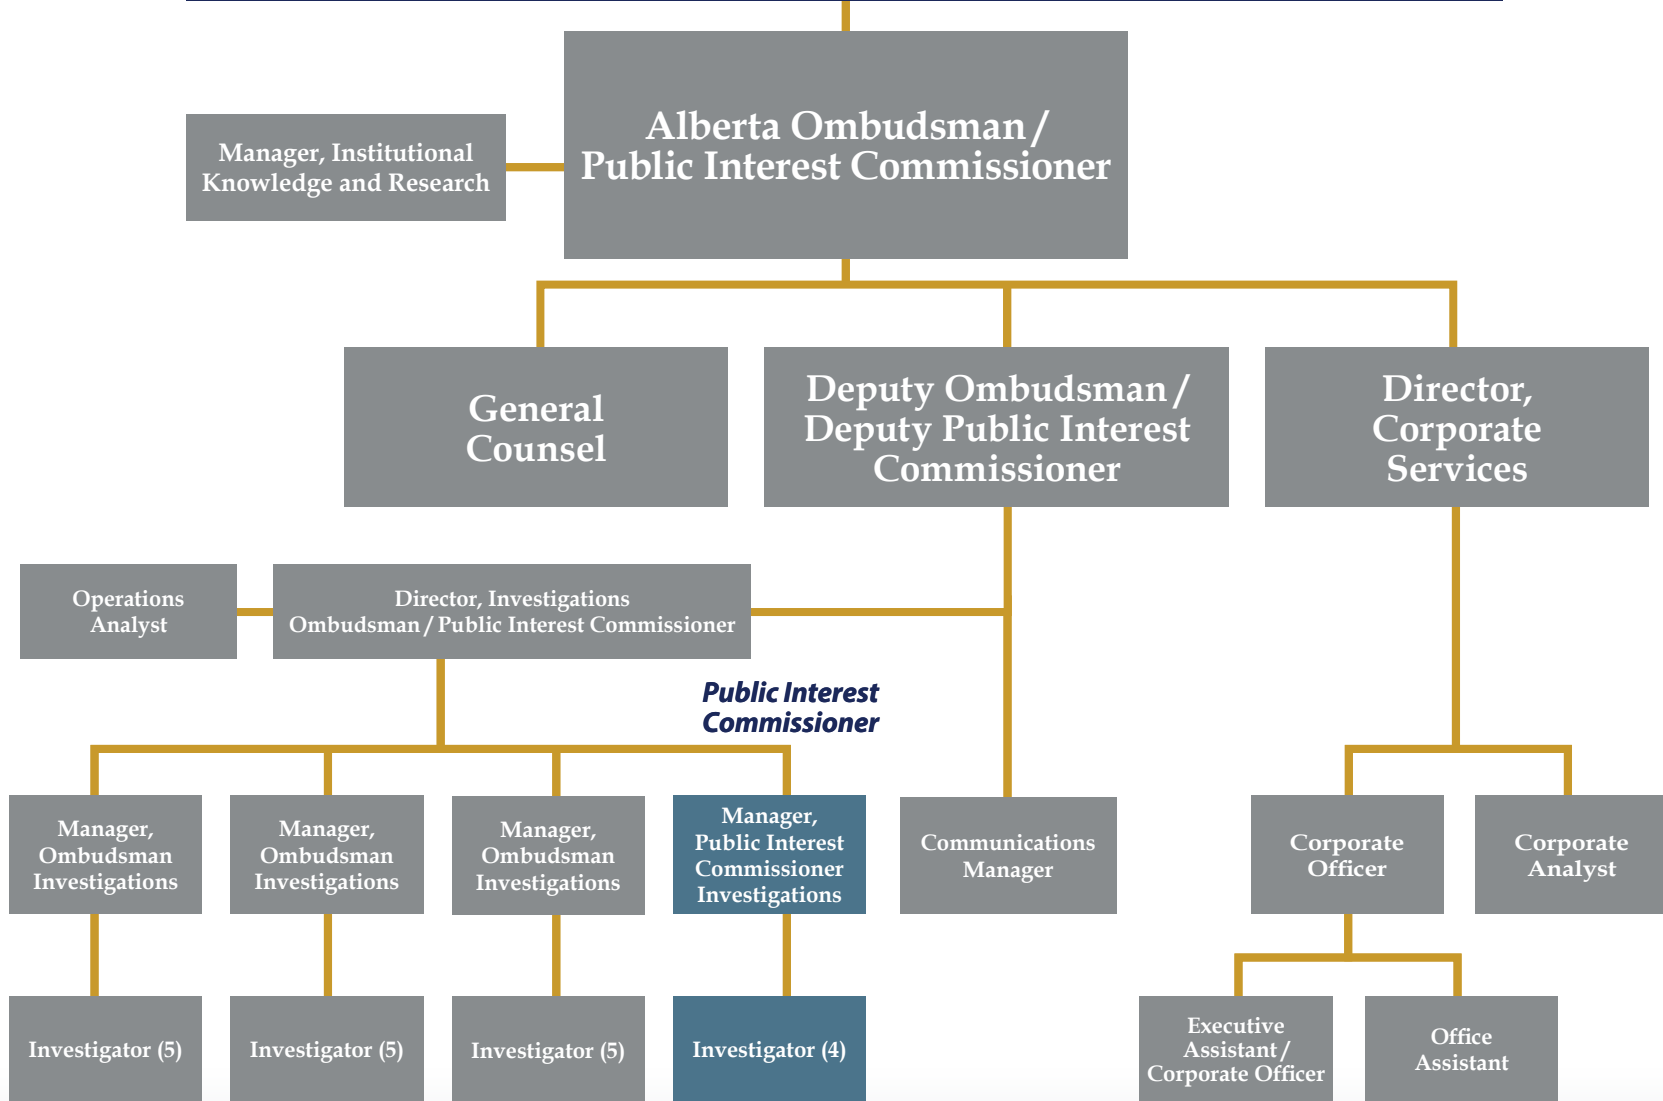 Alberta Ombudsman /
Public Interest Commissioner
Manager, Institutional
Knowledge and Research
General
Counsel
Deputy Ombudsman /
Deputy Public Interest
Commissioner
Director,
Corporate
Services
Operations
Analyst
Director, Investigations
Ombudsman / Public Interest Commissioner
Public Interest
Commissioner
Manager,
Ombudsman
Investigations
Manager,
Ombudsman
Investigations
Manager,
Ombudsman
Investigations
Manager,
Public Interest
Commissioner
Investigations
Communications
Manager
Corporate
Officer
Corporate
Analyst
Investigator (5)
Investigator (5)
Investigator (5)
Investigator (4)
Executive
Assistant /
Corporate Officer
Office
Assistant